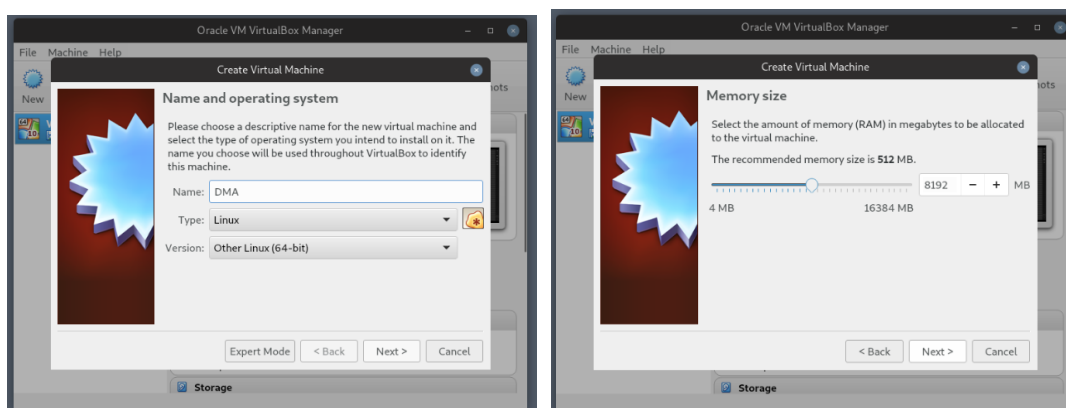 Oracle VM VirtualBox Manager
File Machine Help
Create Virtual Machine
New
Name and operating system
Please choose a descriptive name for the new virtual machine and
select the type of operating system you intend to install on it. The
name you choose will be used throughout VirtualBox to identify
this machine.
Name: DMA
Type: Linux
Version: Other Linux (64-bit)
Expert Mode < Back Next > Cancel
Storage
Oracle VM VirtualBox Manager
File Machine Help
Create Virtual Machine
New
Memory size
Select the amount of memory (RAM) in megabytes to be allocated
to the virtual machine.
The recommended memory size is 512 MB.
8192 - + MB
4 MB 16384 MB
< Back Next > Cancel
Storage